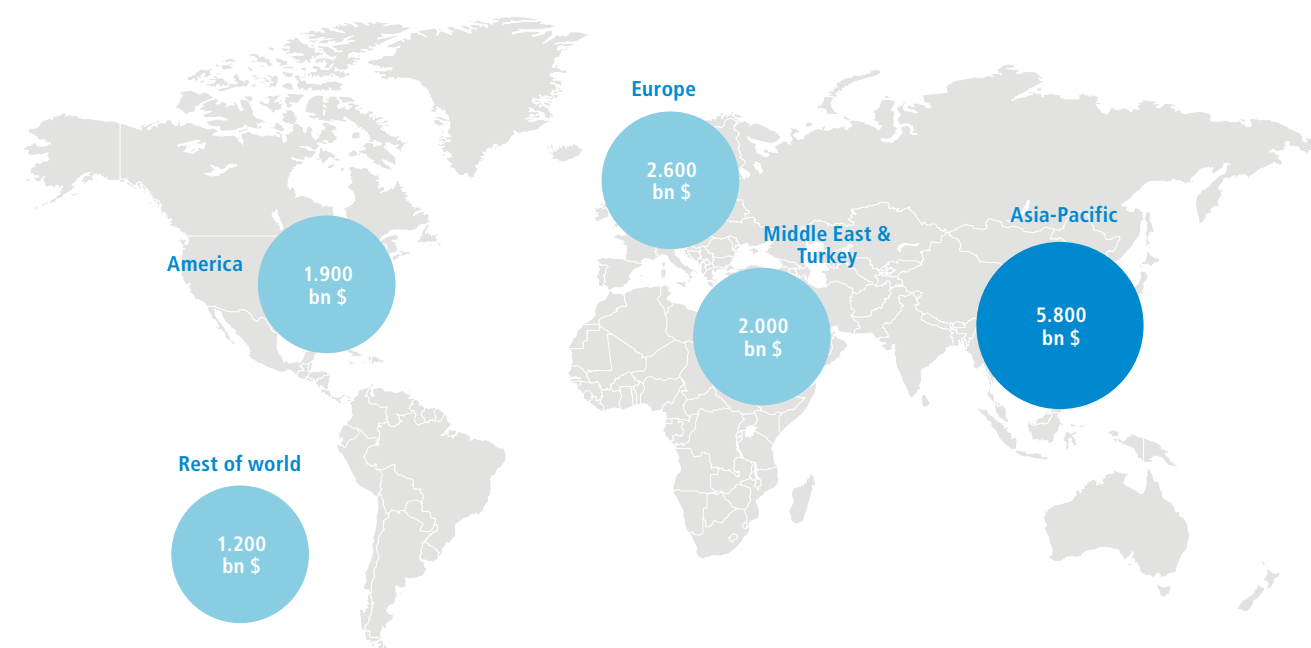 Europe
2.600
bn $
Asia-Pacific
5.800
bn $
Middle East &
Turkey
2.000
bn $
America
1.900
bn $
Rest of world
1.200
bn $